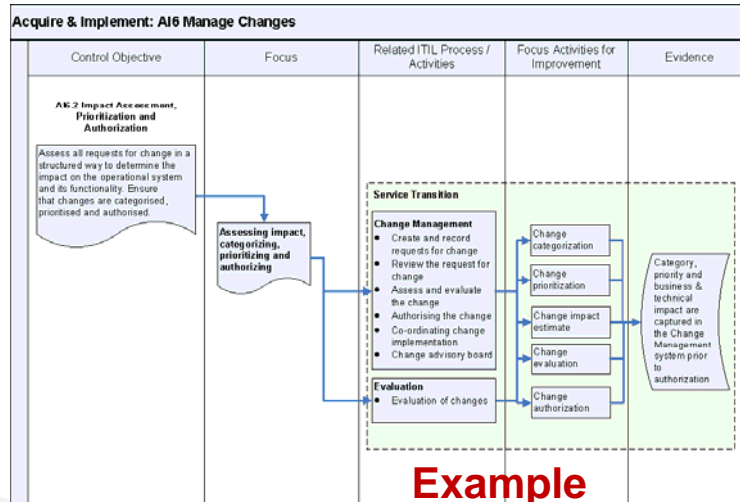 Acquire & Implement: AI6 Manage Changes
Control Objective
Focus
Related ITIL Process /
Activities
Focus Activities for
Improvement
Evidence
AI6.2 Impact Assessment,
Prioritization and
Authorization
Assess all requests for change in a
structured way to determine the
impact on the operational system
and its functionality. Ensure
that changes are categorised,
prioritised and authorised.
Assessing impact,
categorizing,
prioritizing and
authorizing
Service Transition
Change Management
• Create and record
requests for change
• Review the request for
change
• Assess and evaluate
the change
• Authorising the change
• Co-ordinating change
implementation
• Change advisory board
Evaluation
• Evaluation of changes
Change
categorization
Change
prioritization
Change impact
estimate
Change
evaluation
Change
authorization
Category,
priority and
business &
technical
impact are
captured in
the Change
Management
system prior
to
authorization
Example